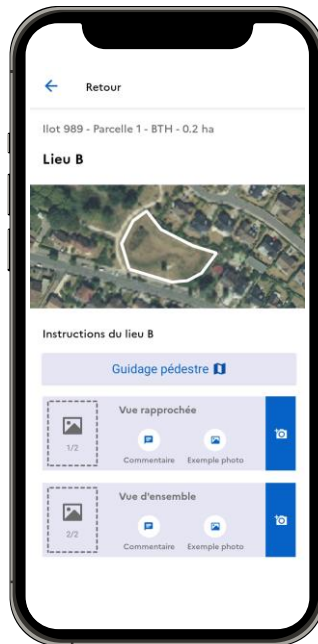 Retour
Ilot 989 - Parcelle 1 - BTH - 0.2 ha
Lieu B
Instructions du lieu B
Guidage pédestre
Vue rapprochée
1/2
Commentaire Exemple photo
Vue d'ensemble
2/2
Commentaire Exemple photo